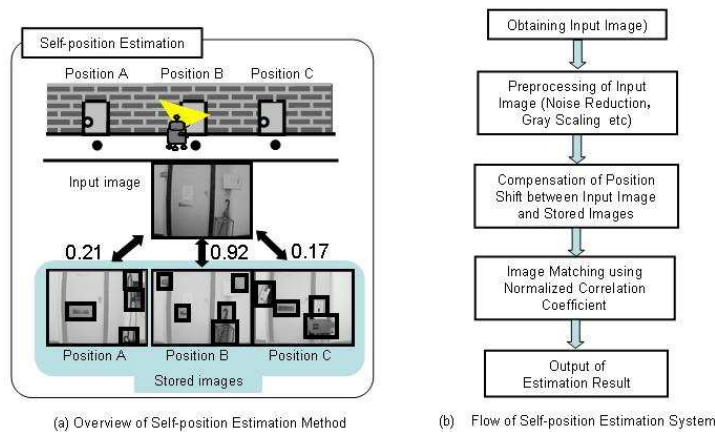 Self-position Estimation
Position A
Position B
Position C
Input image
0.21
0.92
0.17
Position A
Position B
Position C
Stored images
(a) Overview of Self-position Estimation Method
Obtaining Input Image)
Preprocessing of Input
Image (Noise Reduction,
Gray Scaling etc)
Compensation of Position
Shift between Input Image
and Stored Images
Image Matching using
Normalized Correlation
Coefficient
Output of
Estimation Result
(b) Flow of Self-position Estimation System